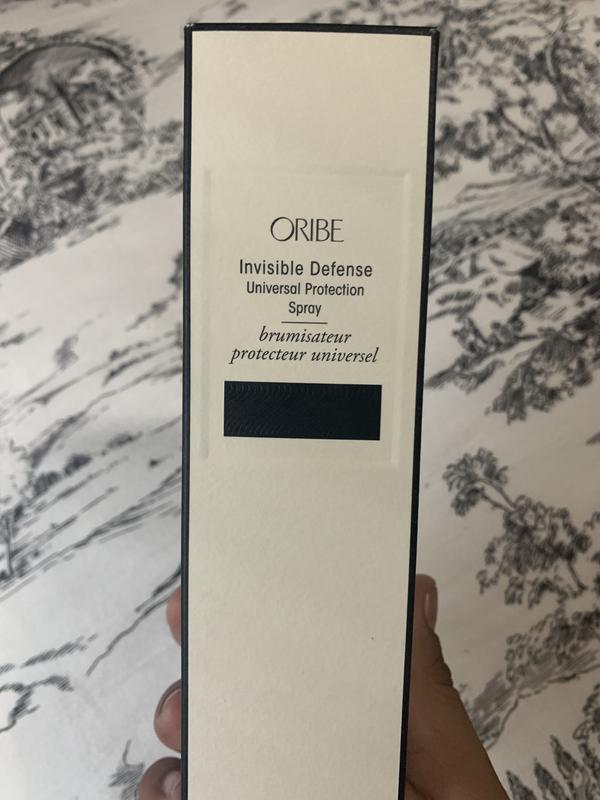 ORIBE
Invisible Defense
Universal Protection
Spray
brumisateur
protecteur universel